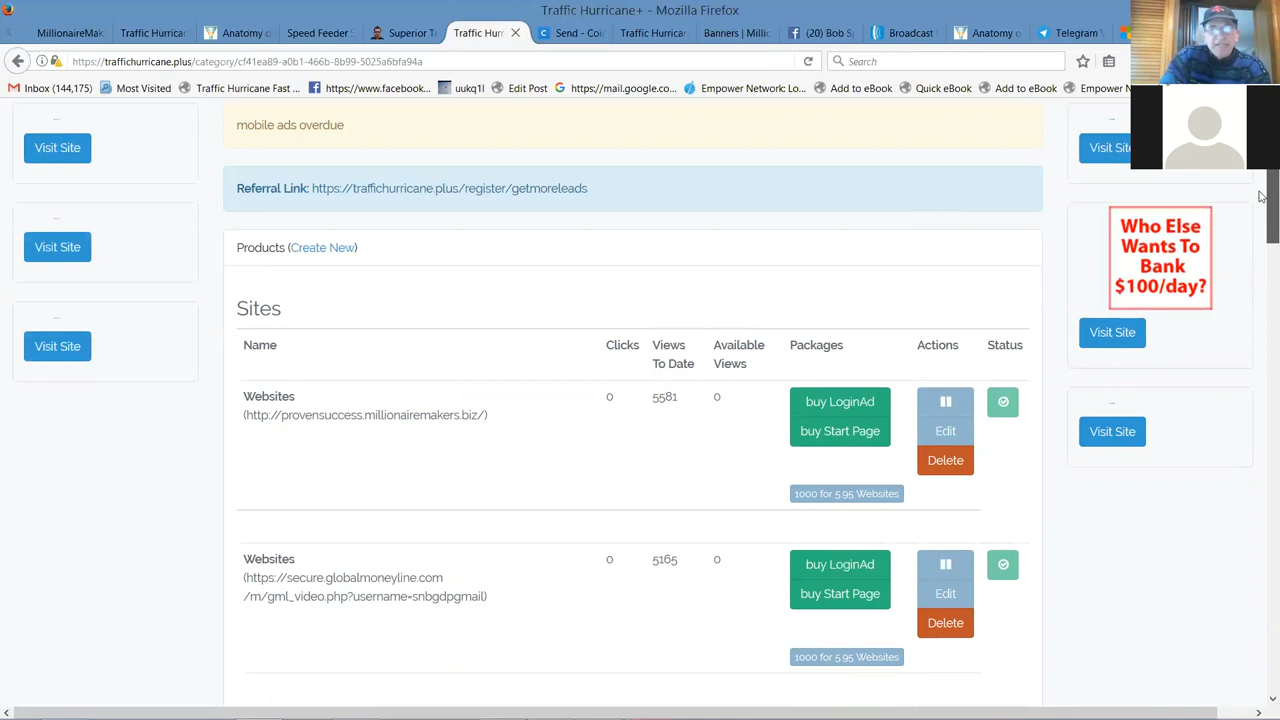 Traffic Hurricane+ - Mozilla Firefox
MillionaireMak
Traffic Hurric
Anatomy
Speed Feeder
Superio
Traffic Hurr
Send - Co
Traffic Hurric
Banners | Milli
(20) Bob S
Broadcast
Anatomy o
Telegram
https://traffichurricane.plus/category/cf41ea89-a0b1-466b-8b99-5025a6bfc94a
Search
Inbox (144,175)
Most Visited
Traffic Hurricane Fast ...
https://www.facebook...
1ukq1l
Edit Post
https://mail.google.co...
Empower Network: Lo...
Add to eBook
Quick eBook
Add to eBook
Empower
mobile ads overdue
Referral Link: https://traffichurricane.plus/register/getmoreleads
Products (Create New)
Sites
Name
Clicks
Views
To Date
Available
Views
Packages
Actions
Status
Websites
(http://provensuccess.millionairemakers.biz/)
0
5581
0
buy LoginAd
buy Start Page
Edit
Delete
1000 for 5.95 Websites
Websites
(https://secure.globalmoneyline.com
/m/gml_video.php?username=snbgdpgmail)
0
5165
0
buy LoginAd
buy Start Page
Edit
Delete
1000 for 5.95 Websites
...
Visit Site
...
Visit Site
...
Visit Site
...
Visit Site
Who Else
Wants To
Bank
$100/day?
Visit Site
...
Visit Site